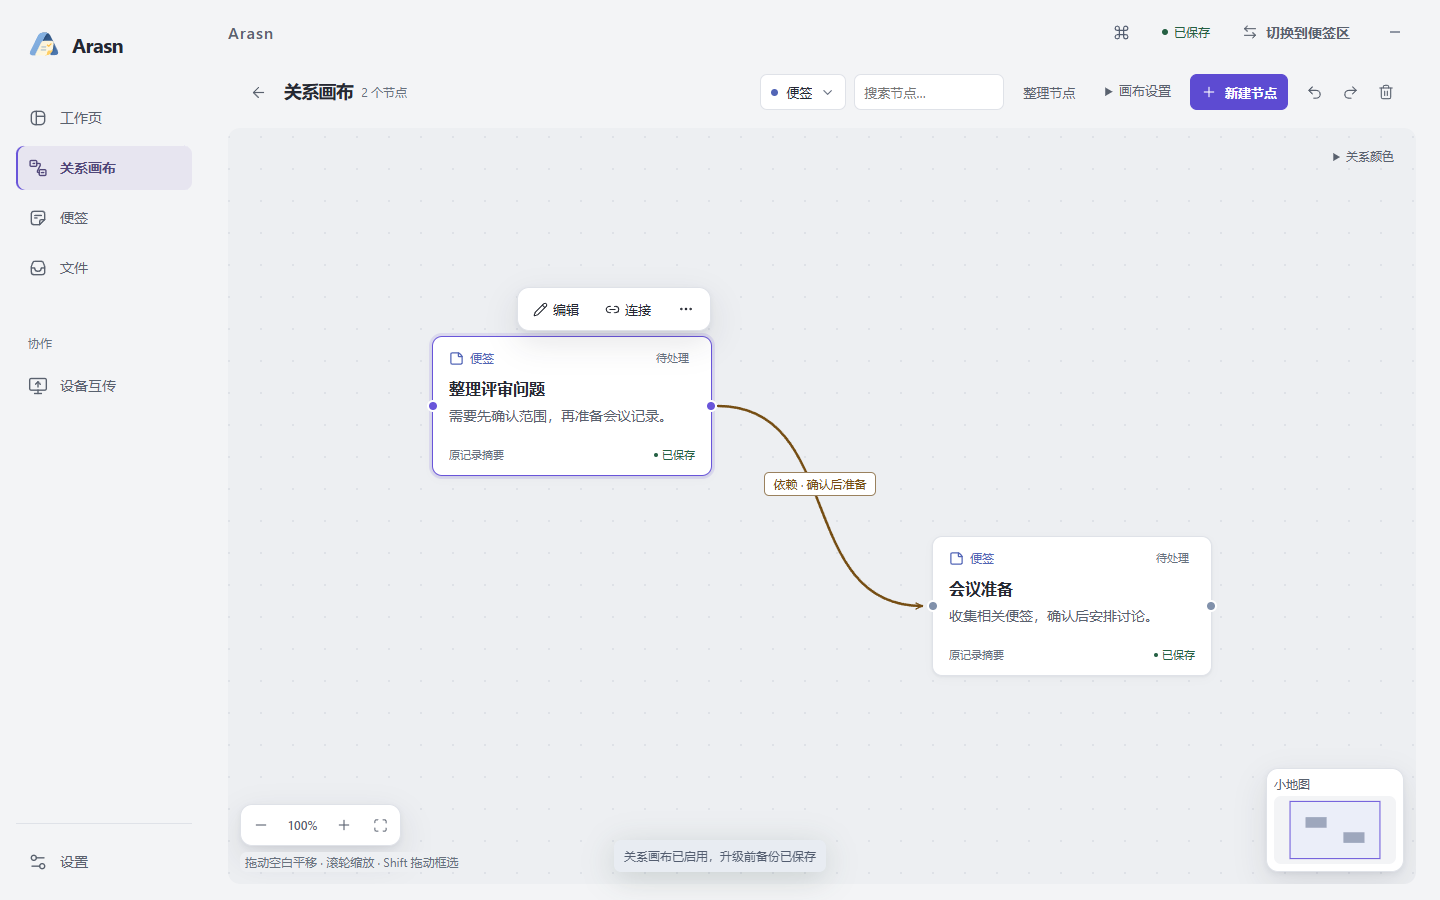 Arasn
工作页
关系画布
便签
文件
协作
设备互传
设置
Arasn
已保存
切换到便签区
关系画布
2 个节点
便签
搜索节点...
整理节点
画布设置
新建节点
关系颜色
编辑
连接
便签
待处理
整理评审问题
需要先确认范围，再准备会议记录。
原记录摘要
已保存
依赖 · 确认后准备
便签
待处理
会议准备
收集相关便签，确认后安排讨论。
原记录摘要
已保存
100%
拖动空白平移 · 滚轮缩放 · Shift 拖动框选
关系画布已启用，升级前备份已保存
小地图